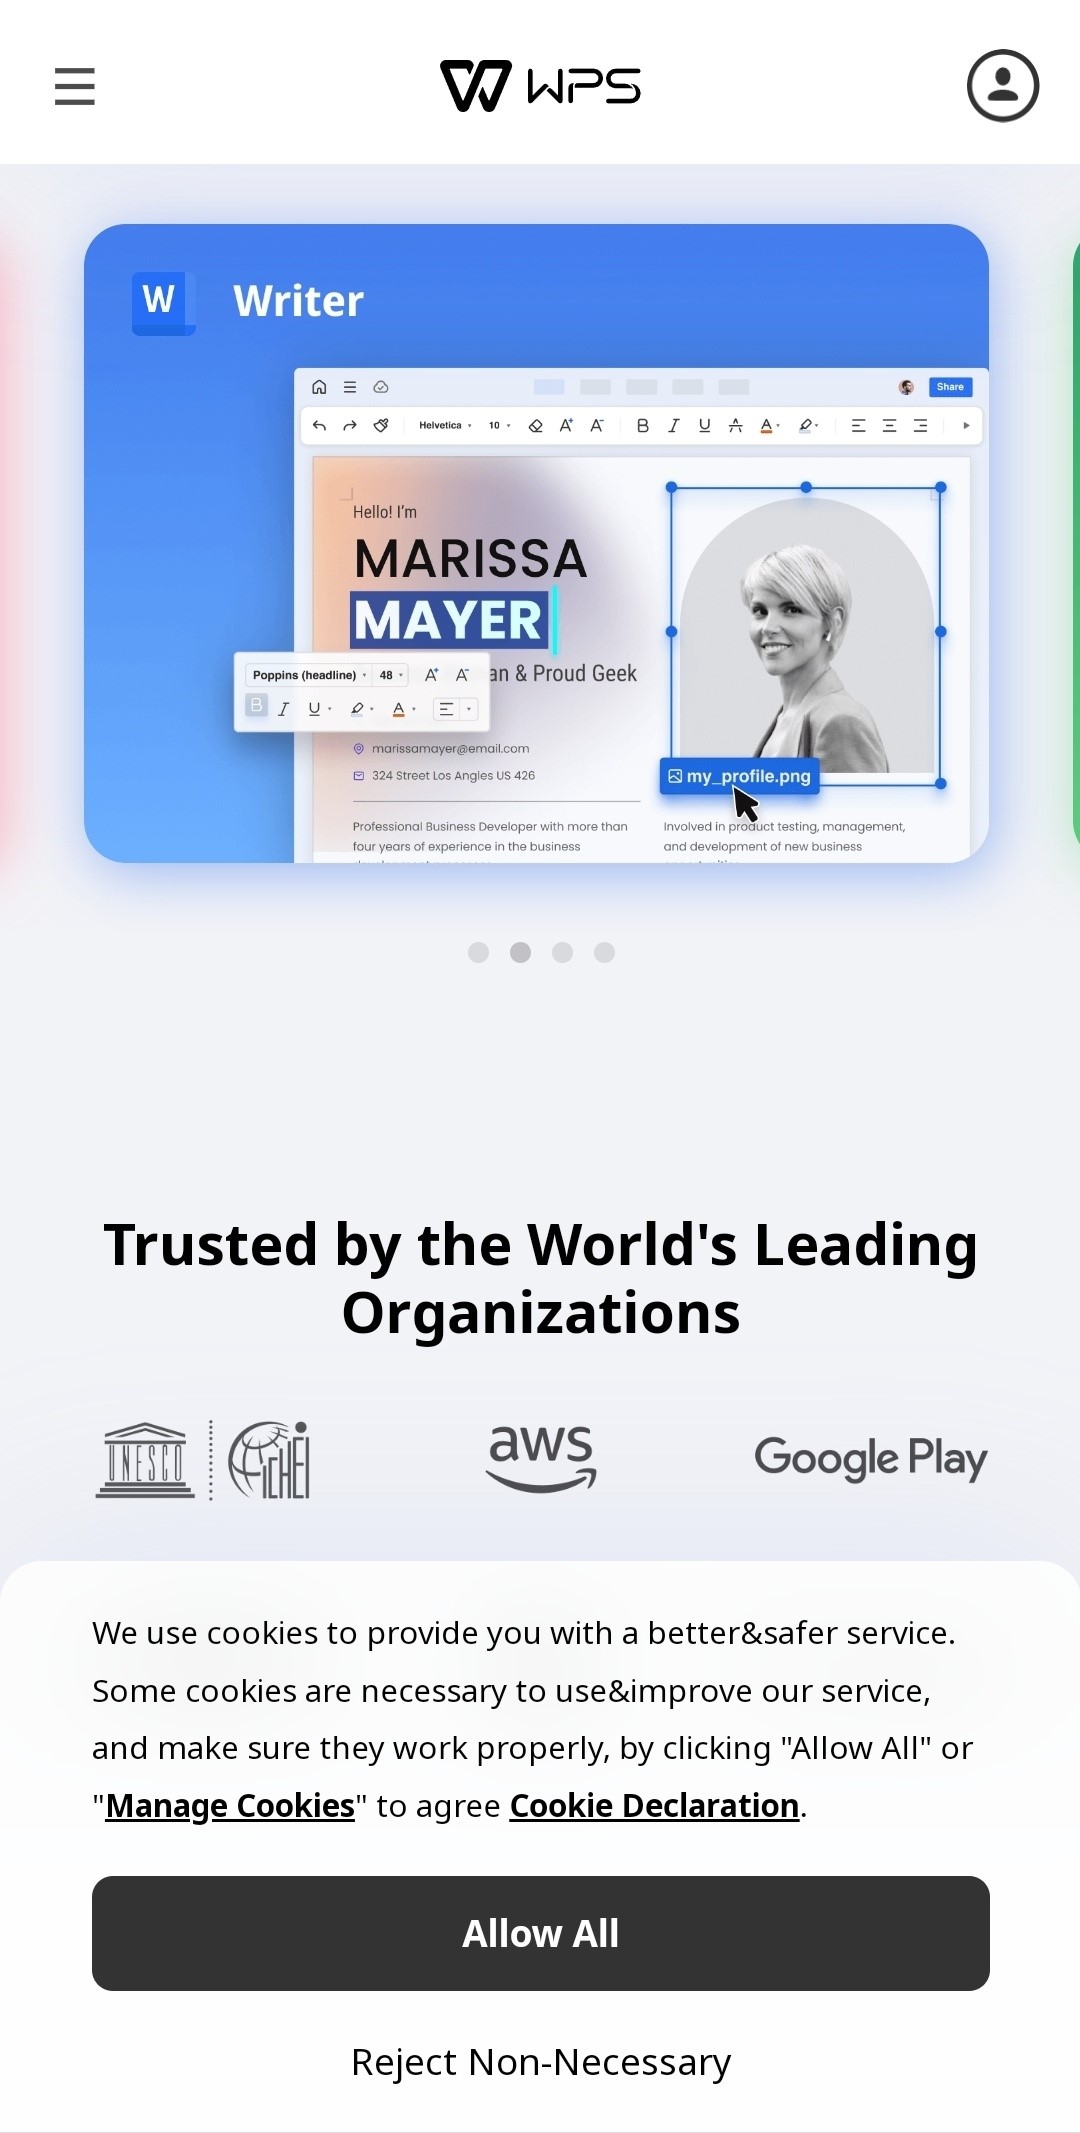 WPS
W Writer
Share
Helvetica 10
Hello! I'm
MARISSA
MAYER
an & Proud Geek
Poppins (headline) 48
marissamayer@email.com
324 Street Los Angles US 426
my_profile.png
Professional Business Developer with more than
four years of experience in the business
Involved in product testing, management,
and development of new business
Trusted by the World's Leading
Organizations
UNESCO ICHEI aws Google Play
We use cookies to provide you with a better&safer service.
Some cookies are necessary to use&improve our service,
and make sure they work properly, by clicking "Allow All" or
"Manage Cookies" to agree Cookie Declaration.
Allow All
Reject Non-Necessary